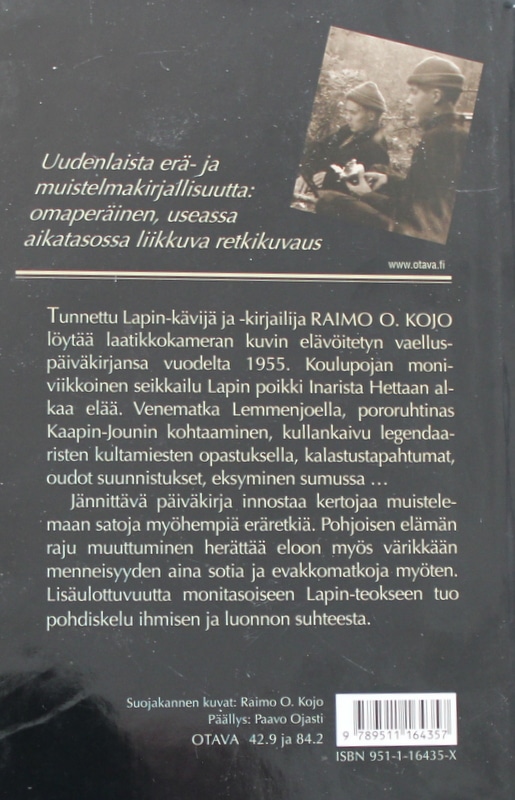 Uudenlaista erä- ja
muistelmakirjallisuutta:
omaperäinen, useassa
aikatasossa liikkuva retkikuvaus
www.otava.fi
Tunnettu Lapin-kävijä ja -kirjailija RAIMO O. KOJO
löytää laatikkokameran kuvin elävöitetyn vaellus-
päiväkirjansa vuodelta 1955. Koulupojan moni-
viikkoinen seikkailu Lapin poikki Inarista Hettaan al-
kaa elää. Venematka Lemmenjoella, pororuhtinas
Kaapin-Jounin kohtaaminen, kullankaivu legendaa-
risten kultamiesten opastuksella, kalastustapahtumat,
oudot suunnistukset, eksyminen sumussa ...
Jännittävä päiväkirja innostaa kertojaa muistele-
maan satoja myöhempiä eräretkiä. Pohjoisen elämän
raju muuttuminen herättää eloon myös värikkään
menneisyyden aina sotia ja evakkomatkoja myöten.
Lisäulottuvuutta monitasoiseen Lapin-teokseen tuo
pohdiskelu ihmisen ja luonnon suhteesta.
Suojakannen kuvat: Raimo O. Kojo
Päällys: Paavo Ojasti
OTAVA 42.9 ja 84.2
9 789511 164357
ISBN 951-1-16435-X